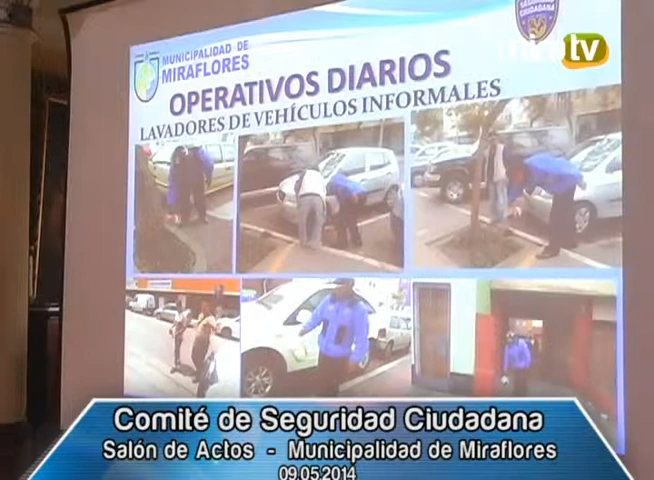 MUNICIPALIDAD DE
MIRAFLORES
OPERATIVOS DIARIOS
LAVADORES DE VEHÍCULOS INFORMALES
CIUDADANA
tv
Comité de Seguridad Ciudadana
Salón de Actos - Municipalidad de Miraflores
09.05.2014